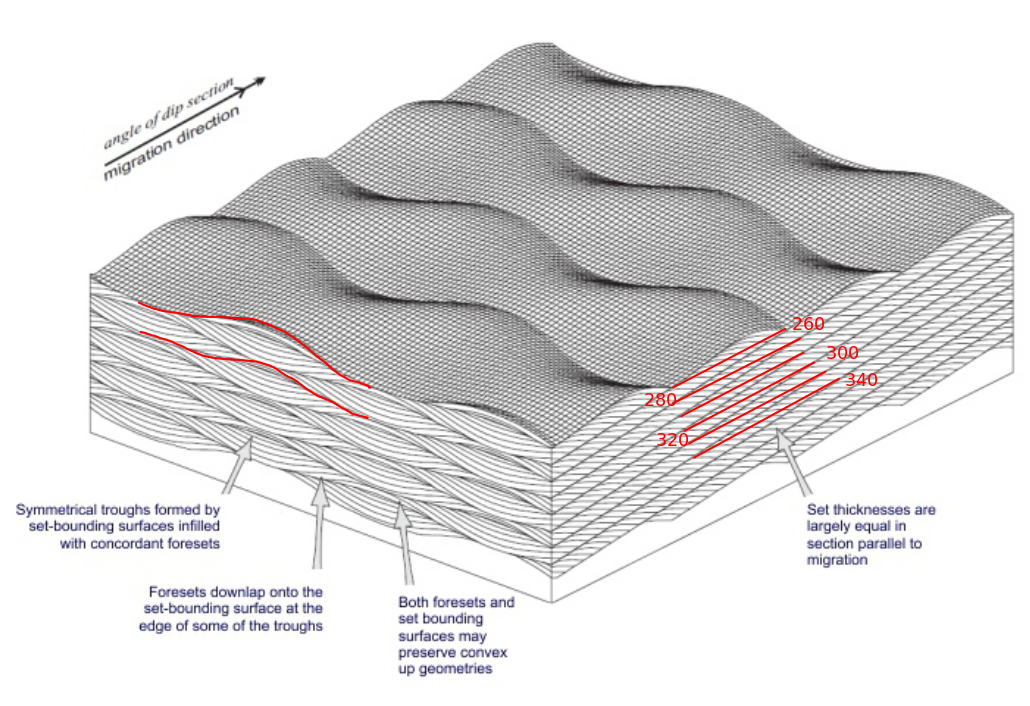 angle of dip section
migration direction
260
300
280
340
320
Symmetrical troughs formed by
set-bounding surfaces infilled
with concordant foresets
Foresets downlap onto the
set-bounding surface at the
edge of some of the troughs
Both foresets and
set bounding
surfaces may
preserve convex
up geometries
Set thicknesses are
largely equal in
section parallel to
migration